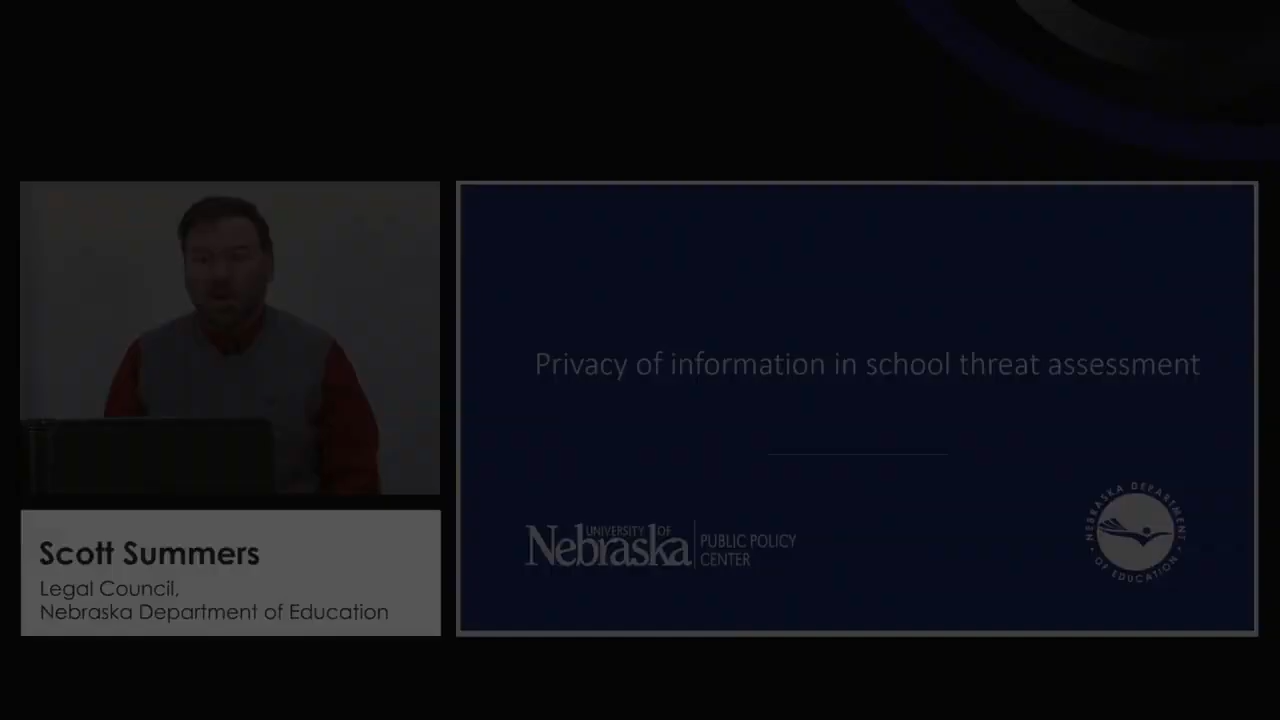 Scott Summers
Legal Council,
Nebraska Department of Education
Privacy of information in school threat assessment
UNIVERSITY OF
Nebraska
PUBLIC POLICY
CENTER
NEBRASKA DEPARTMENT
OF EDUCATION